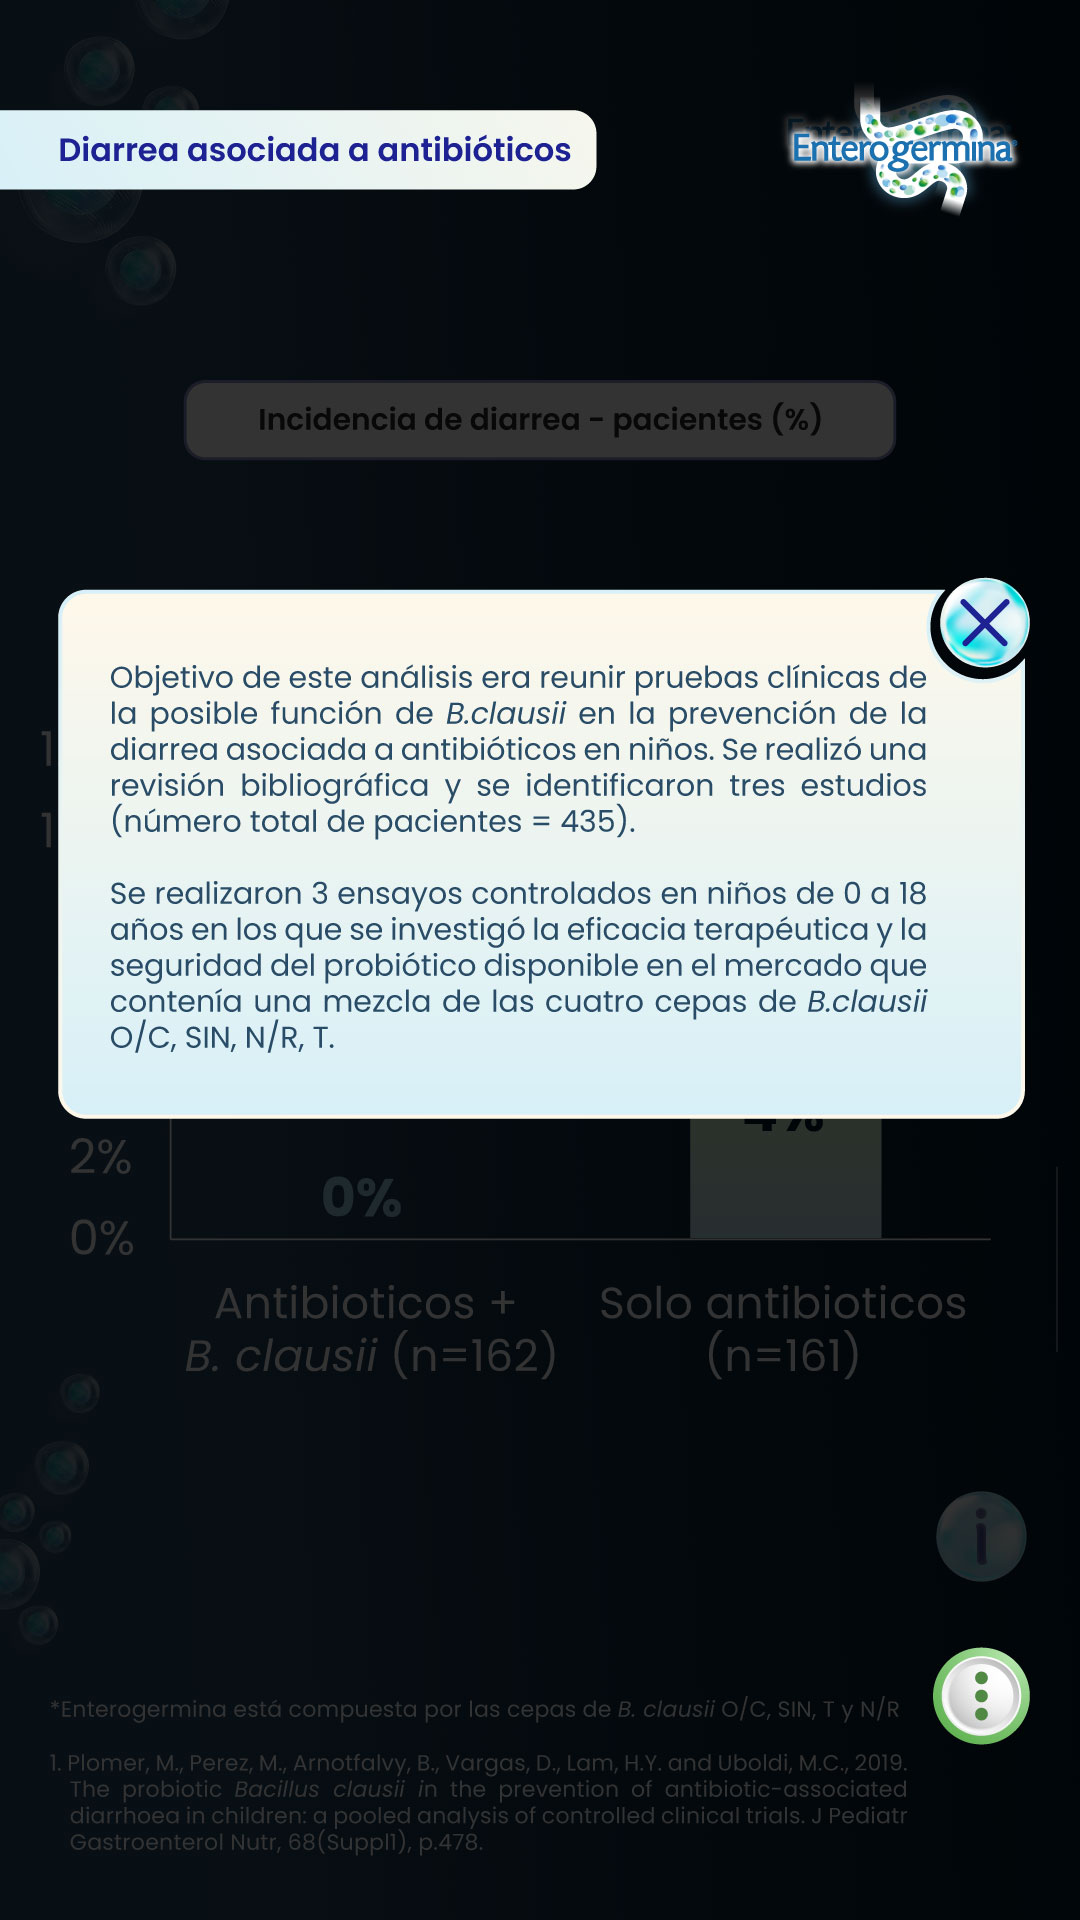 Diarrea asociada a antibióticos
Enterogermina
Incidencia de diarrea - pacientes (%)
Objetivo de este análisis era reunir pruebas clínicas de
la posible función de B.clausii en la prevención de la
diarrea asociada a antibióticos en niños. Se realizó una
revisión bibliográfica y se identificaron tres estudios
(número total de pacientes = 435).
Se realizaron 3 ensayos controlados en niños de 0 a 18
años en los que se investigó la eficacia terapéutica y la
seguridad del probiótico disponible en el mercado que
contenía una mezcla de las cuatro cepas de B.clausii
O/C, SIN, N/R, T.
4%
2%
0%
0%
Antibioticos +
B. clausii (n=162)
Solo antibioticos
(n=161)
i
*Enterogermina está compuesta por las cepas de B. clausii O/C, SIN, T y N/R
1. Plomer, M., Perez, M., Arnotfalvy, B., Vargas, D., Lam, H.Y. and Uboldi, M.C., 2019.
The probiotic Bacillus clausii in the prevention of antibiotic-associated
diarrhoea in children: a pooled analysis of controlled clinical trials. J Pediatr
Gastroenterol Nutr, 68(Suppl1), p.478.